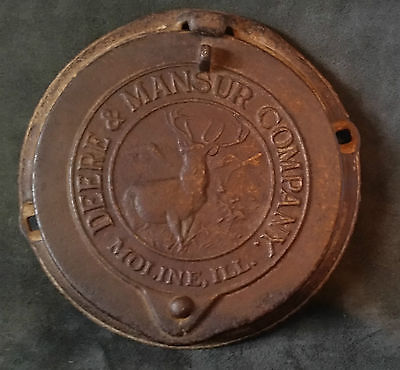 DEERE & MANSUR COMPANY.
MOLINE, ILL.